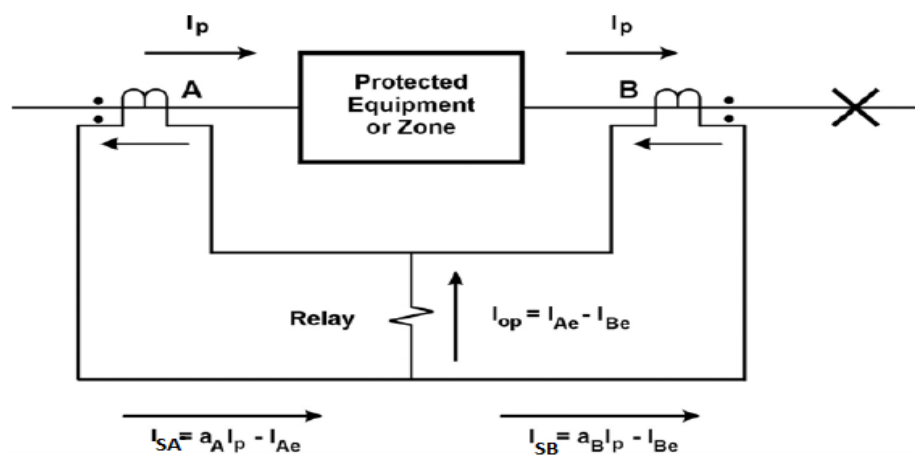 Ip
Ip
A
Protected
Equipment
or Zone
B
Relay
Iop = IAe - IBe
ISA= aAIp - IAe
ISB= aBIp - IBe